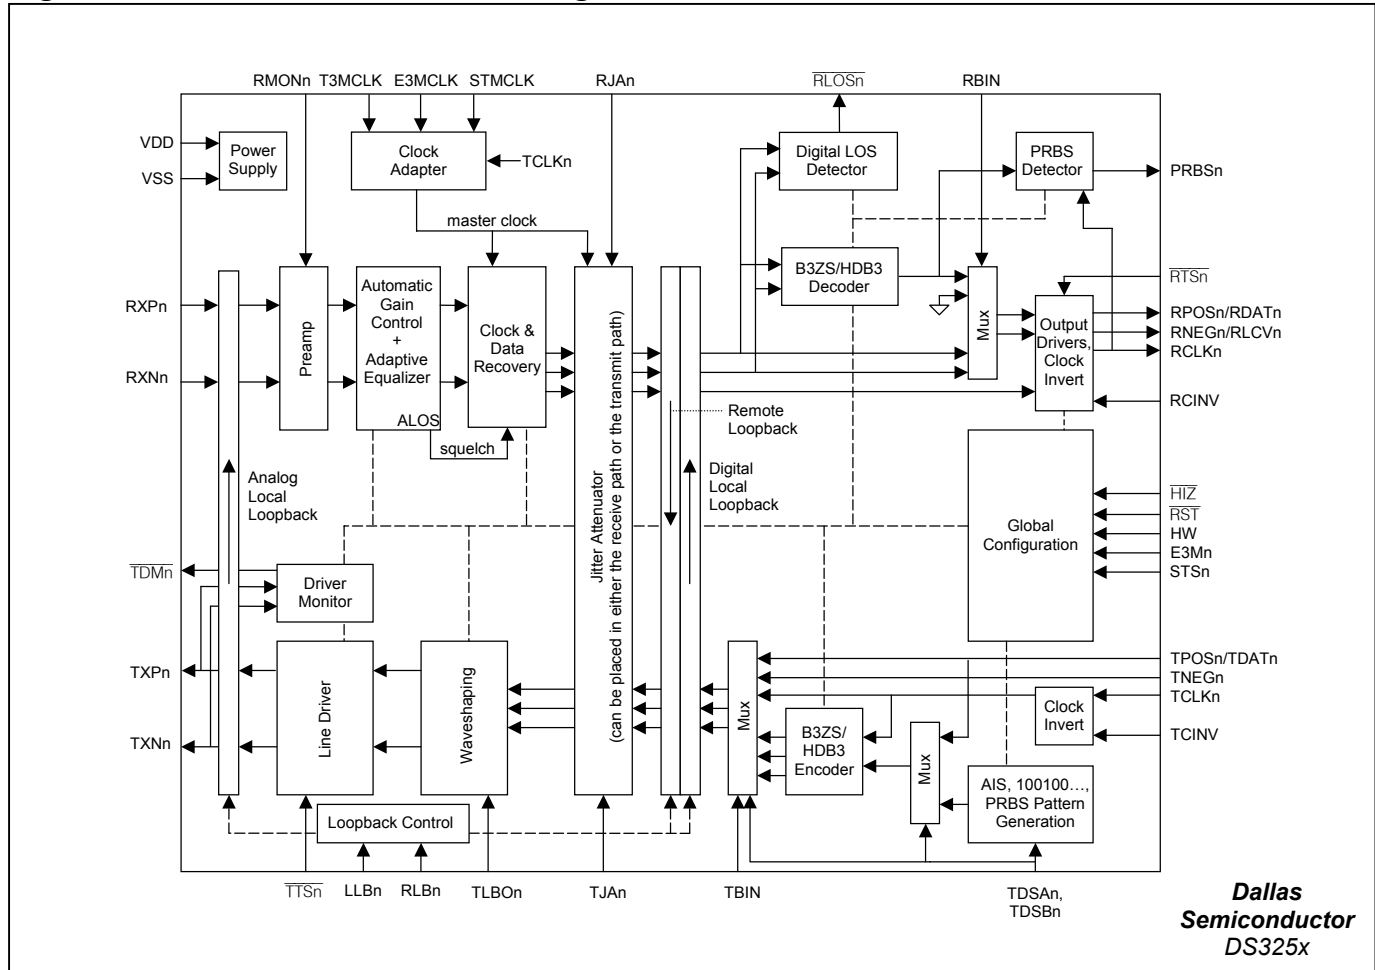 RMONn T3MCLK E3MCLK STMCLK RJAn RLOSn RBIN
VDD
VSS
Power
Supply
Clock
Adapter
TCLKn
master clock
Digital LOS
Detector
PRBS
Detector
PRBSn
RXPn
RXNn
Preamp
Automatic
Gain
Control
+
Adaptive
Equalizer
ALOS
squelch
Clock &
Data
Recovery
Jitter Attenuator
(can be placed in either the receive path or the transmit path)
B3ZS/HDB3
Decoder
Mux
Output
Drivers,
Clock
Invert
RTSn
RPOSn/RDATn
RNEGn/RLCVn
RCLKn
RCINV
Remote
Loopback
Analog
Local
Loopback
Digital
Local
Loopback
Global
Configuration
HIZ
RST
HW
E3Mn
STSn
TDMn
Driver
Monitor
TXPn
TXNn
Line Driver
Waveshaping
Mux
B3ZS/
HDB3
Encoder
Mux
Clock
Invert
AIS, 100100…,
PRBS Pattern
Generation
TPOSn/TDATn
TNEGn
TCLKn
TCINV
Loopback Control
TTSn LLBn RLBn TLBOn TJAn TBIN TDSAn,
TDSBn
Dallas
Semiconductor
DS325x